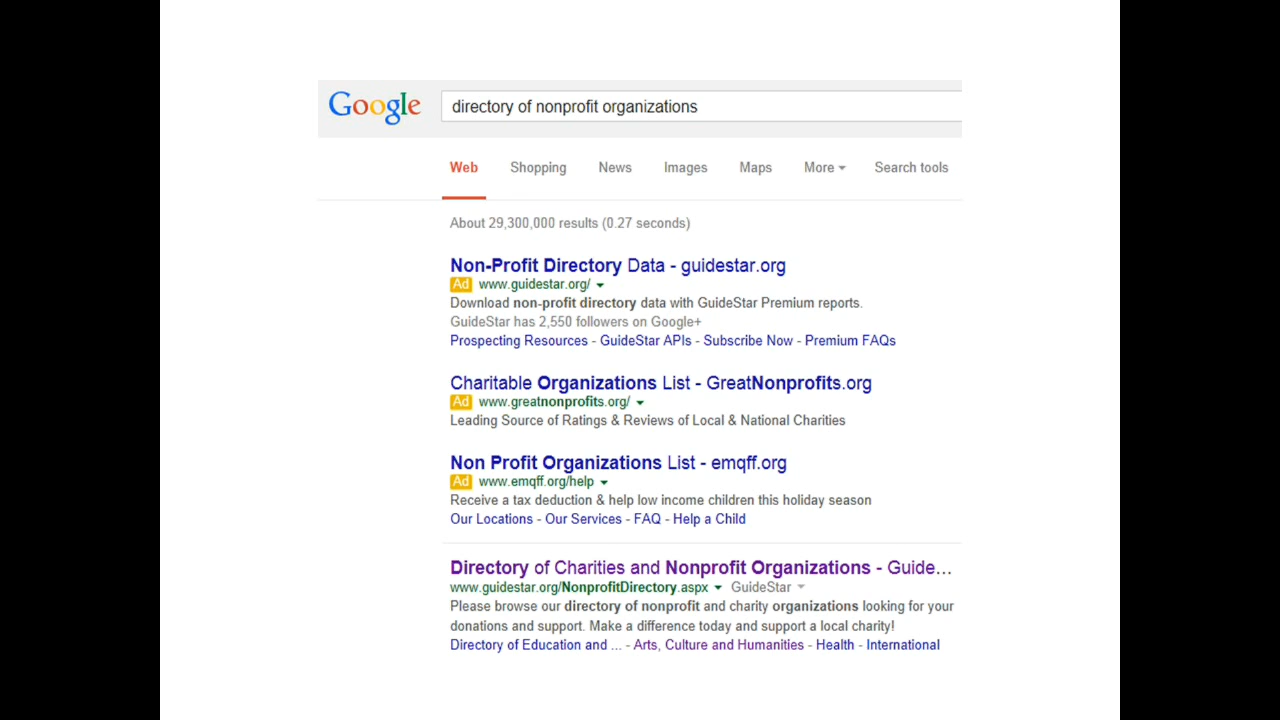 Google directory of nonprofit organizations
Web Shopping News Images Maps More Search tools
About 29,300,000 results (0.27 seconds)
Non-Profit Directory Data - guidestar.org
Ad www.guidestar.org/
Download non-profit directory data with GuideStar Premium reports.
GuideStar has 2,550 followers on Google+
Prospecting Resources - GuideStar APIs - Subscribe Now - Premium FAQs
Charitable Organizations List - GreatNonprofits.org
Ad www.greatnonprofits.org/
Leading Source of Ratings & Reviews of Local & National Charities
Non Profit Organizations List - emqff.org
Ad www.emqff.org/help
Receive a tax deduction & help low income children this holiday season
Our Locations - Our Services - FAQ - Help a Child
Directory of Charities and Nonprofit Organizations - Guide...
www.guidestar.org/NonprofitDirectory.aspx GuideStar
Please browse our directory of nonprofit and charity organizations looking for your
donations and support. Make a difference today and support a local charity!
Directory of Education and ... - Arts, Culture and Humanities - Health - International